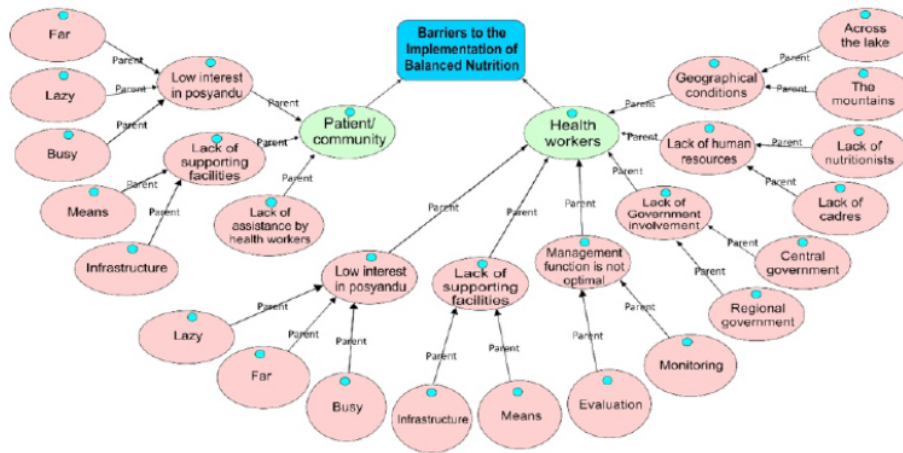 Barriers to the
Implementation of
Balanced Nutrition
Far
Parent
Lazy
Parent
Busy
Parent
Low interest
in posyandu
Parent
Patient/
community
Lack of
supporting
facilities
Parent
Means
Parent
Infrastructure
Parent
Lack of
assistance by
health workers
Parent
Health
workers
Across
the lake
Parent
The
mountains
Parent
Geographical
conditions
Parent
Lack of human
resources
Parent
Lack of
nutritionists
Parent
Lack of
cadres
Parent
Lack of
Government
involvement
Parent
Central
government
Parent
Regional
government
Parent
Management
function is not
optimal
Parent
Monitoring
Parent
Evaluation
Parent
Lack of
supporting
facilities
Parent
Infrastructure
Parent
Means
Parent
Low interest
in posyandu
Parent
Lazy
Parent
Far
Parent
Busy
Parent